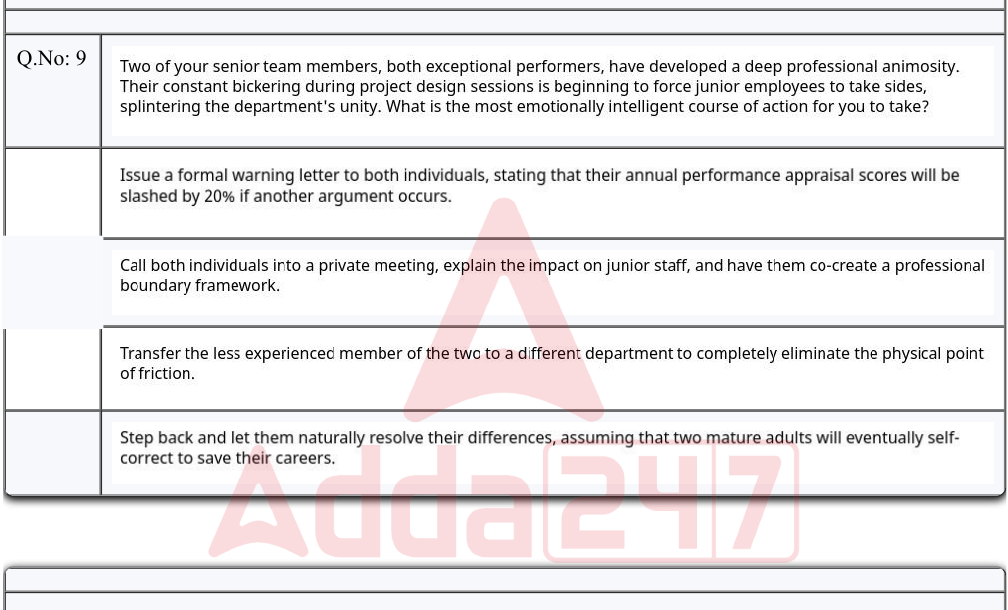 Q.No: 9
Two of your senior team members, both exceptional performers, have developed a deep professional animosity.
Their constant bickering during project design sessions is beginning to force junior employees to take sides,
splintering the department's unity. What is the most emotionally intelligent course of action for you to take?
Issue a formal warning letter to both individuals, stating that their annual performance appraisal scores will be
slashed by 20% if another argument occurs.
Call both individuals into a private meeting, explain the impact on junior staff, and have them co-create a professional
boundary framework.
Transfer the less experienced member of the two to a different department to completely eliminate the physical point
of friction.
Step back and let them naturally resolve their differences, assuming that two mature adults will eventually self-
correct to save their careers.
Adda247